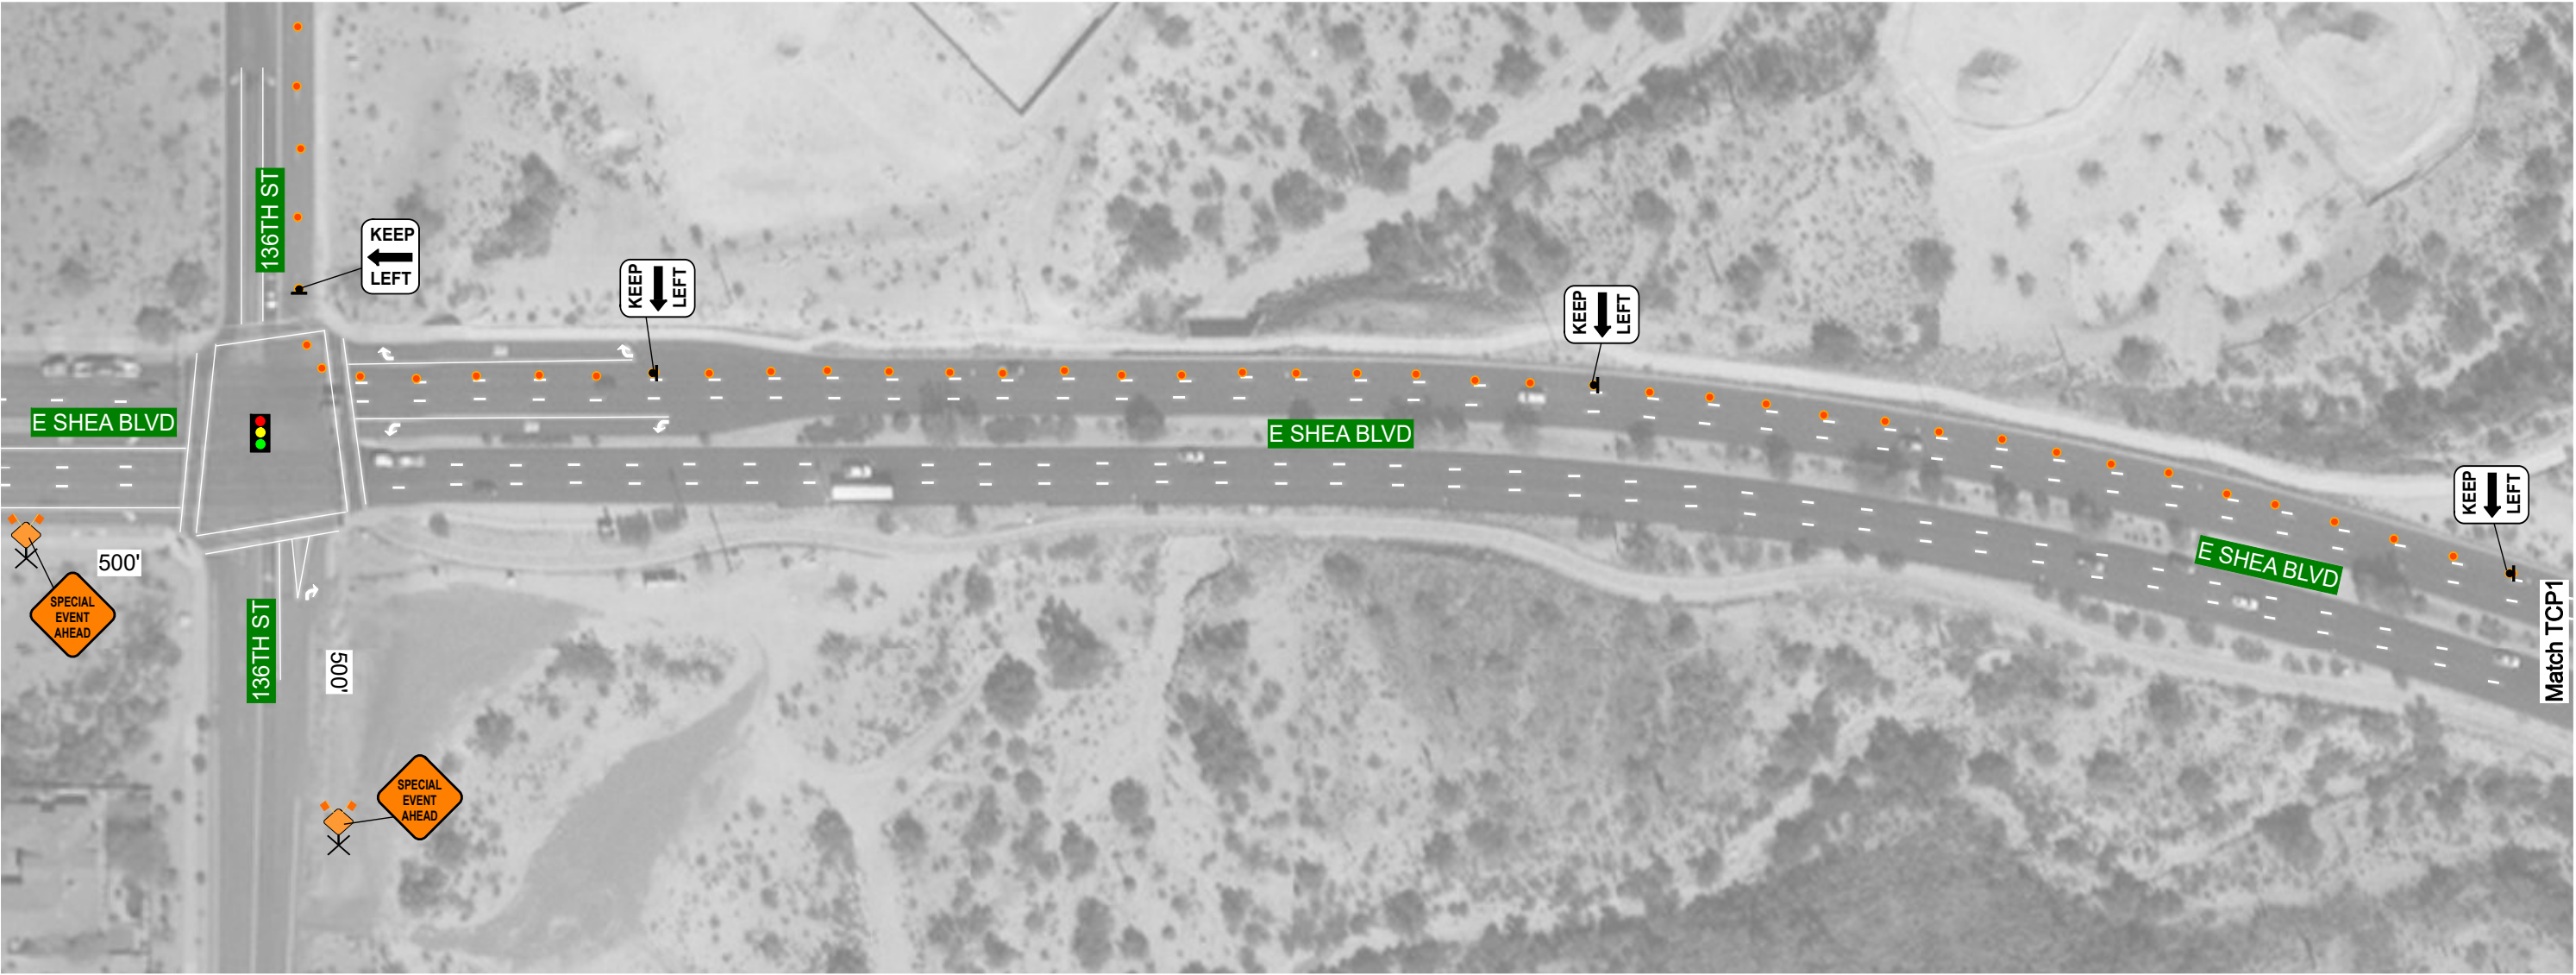 136TH ST
KEEP
LEFT
KEEP
LEFT
KEEP
LEFT
E SHEA BLVD
E SHEA BLVD
KEEP
LEFT
E SHEA BLVD
Match TCP1
500'
SPECIAL
EVENT
AHEAD
136TH ST
500'
SPECIAL
EVENT
AHEAD